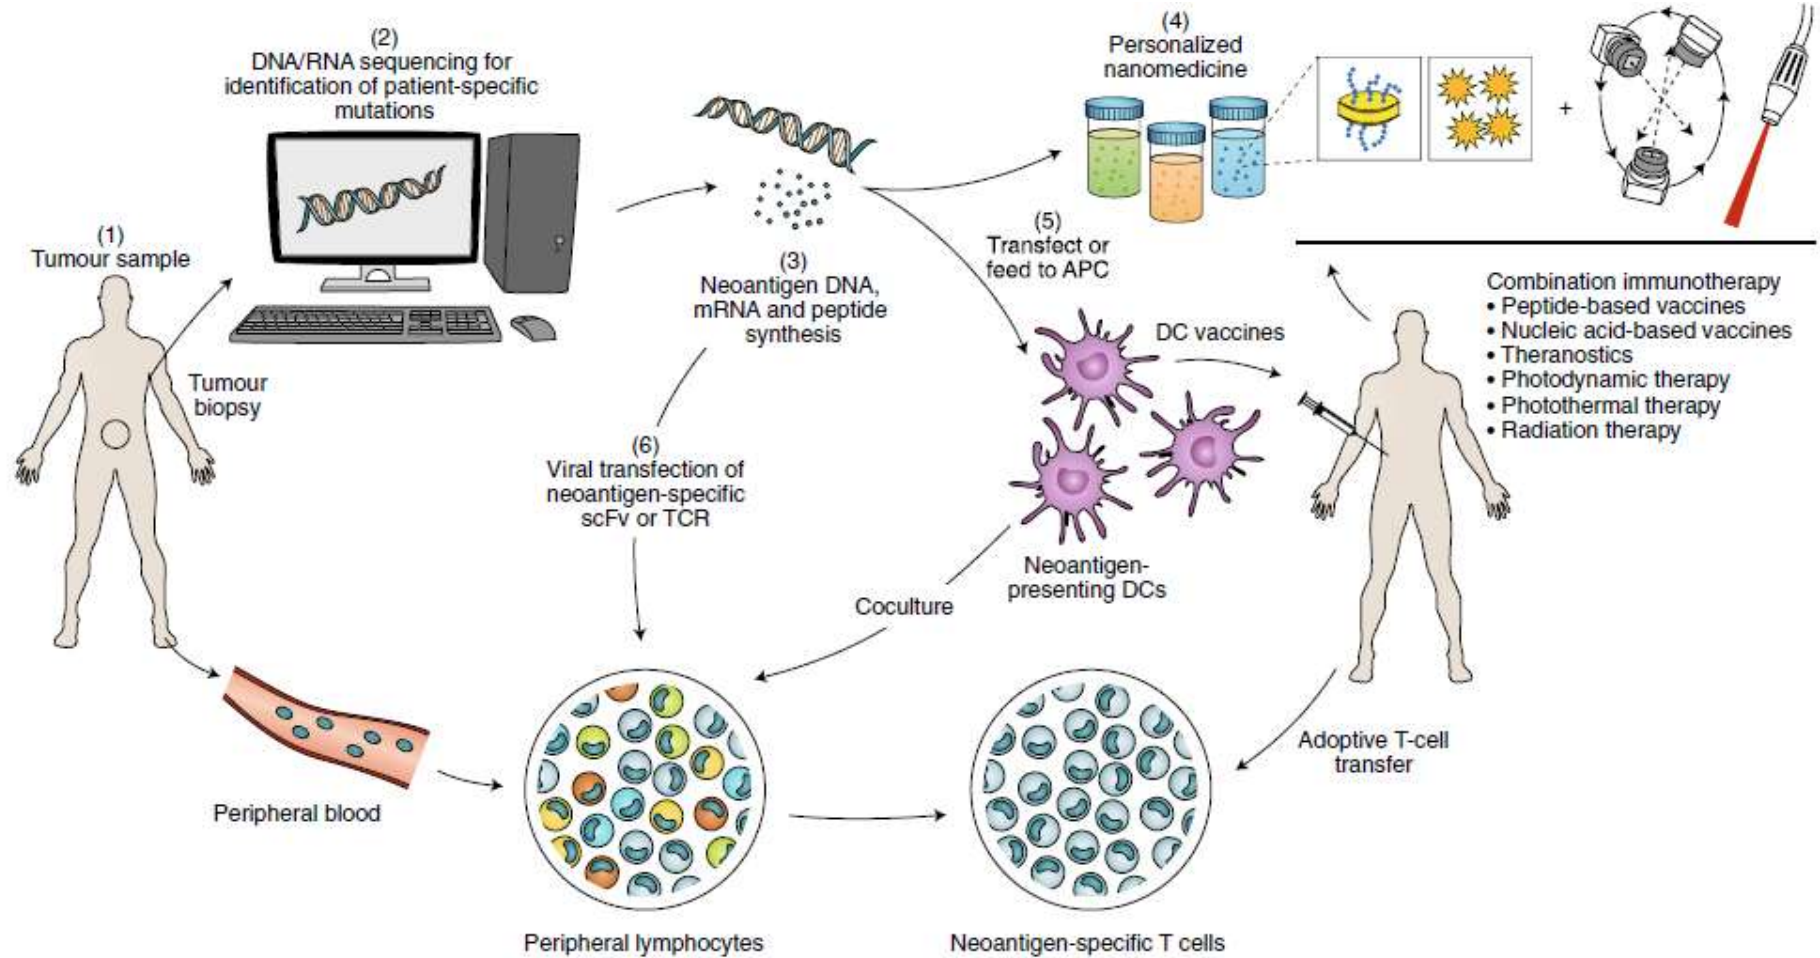 (1)
Tumour sample
Tumour
biopsy
(2)
DNA/RNA sequencing for
identification of patient-specific
mutations
(3)
Neoantigen DNA,
mRNA and peptide
synthesis
(4)
Personalized
nanomedicine
+
(5)
Transfect or
feed to APC
DC vaccines
Combination immunotherapy
• Peptide-based vaccines
• Nucleic acid-based vaccines
• Theranostics
• Photodynamic therapy
• Photothermal therapy
• Radiation therapy
(6)
Viral transfection of
neoantigen-specific
scFv or TCR
Neoantigen-
presenting DCs
Coculture
Adoptive T-cell
transfer
Peripheral blood
Peripheral lymphocytes
Neoantigen-specific T cells